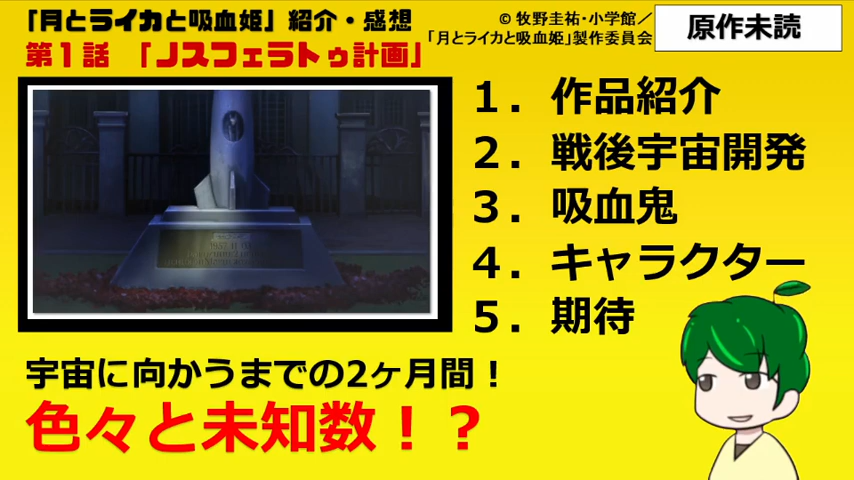 「月とライカと吸血姫」紹介・感想
第1話 「ノスフェラトゥ計画」
© 牧野圭祐・小学館／
「月とライカと吸血姫」製作委員会
原作未読
1．作品紹介
2．戦後宇宙開発
3．吸血鬼
4．キャラクター
5．期待
宇宙に向かうまでの2ヶ月間！
色々と未知数！？